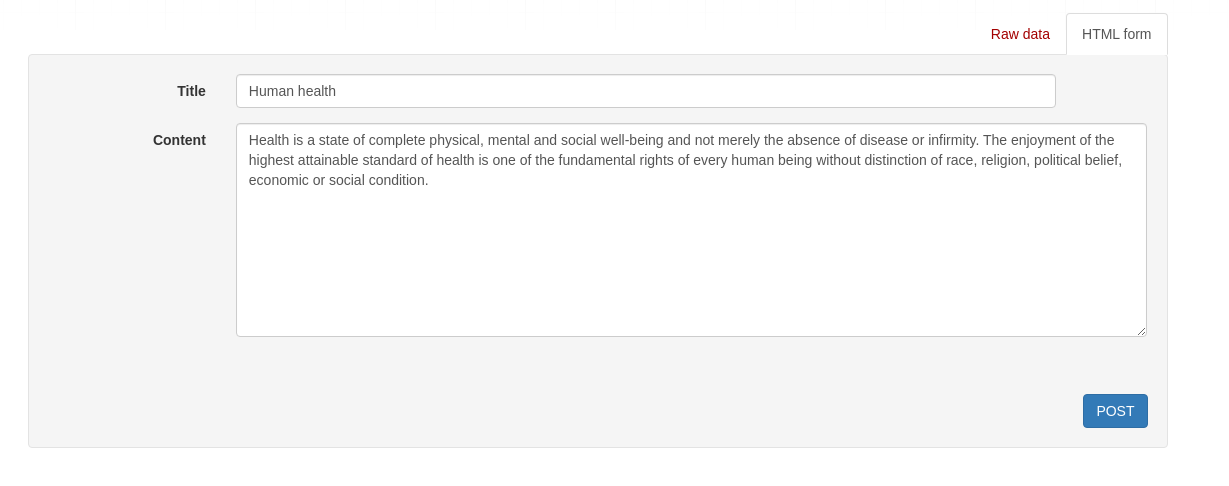 Raw data
HTML form
Title
Human health
Content
Health is a state of complete physical, mental and social well-being and not merely the absence of disease or infirmity. The enjoyment of the
highest attainable standard of health is one of the fundamental rights of every human being without distinction of race, religion, political belief,
economic or social condition.
POST